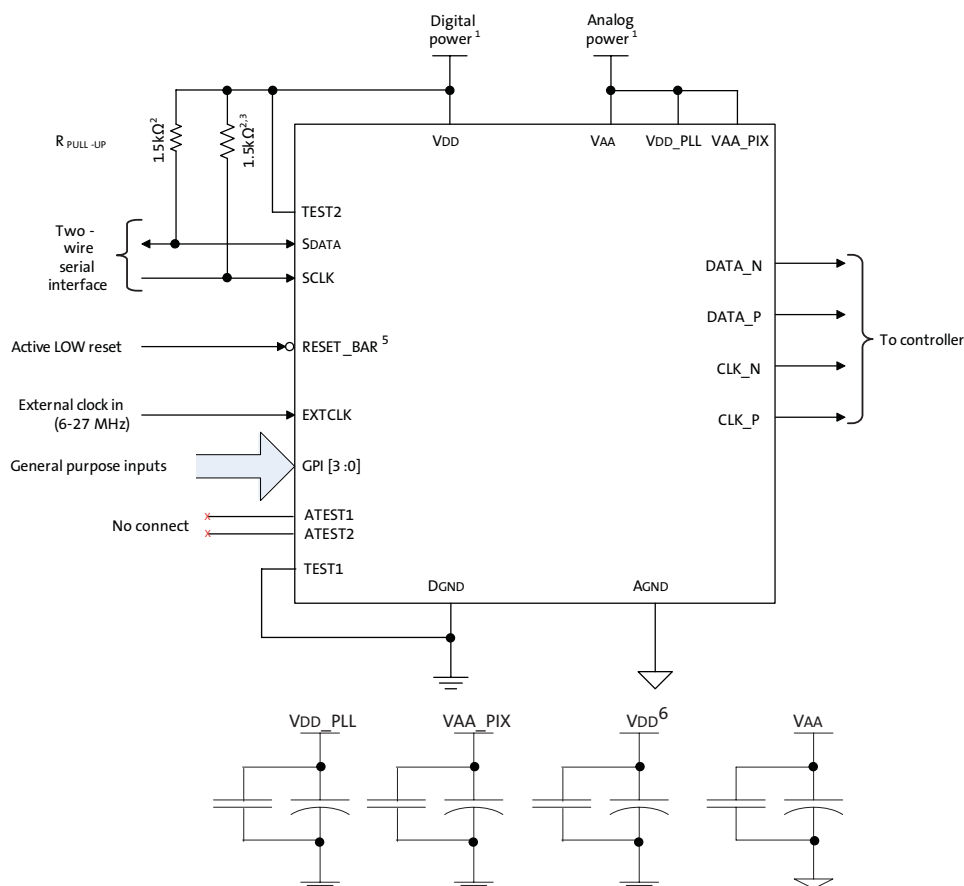 Digital
power 1
Analog
power 1
R PULL -UP
1.5kΩ2
1.5kΩ2,3
VDD
VAA
VDD_PLL
VAA_PIX
TEST2
Two -
wire
serial
interface
SDATA
SCLK
DATA_N
DATA_P
CLK_N
CLK_P
To controller
Active LOW reset
RESET_BAR 5
External clock in
(6-27 MHz)
EXTCLK
General purpose inputs
GPI [3 :0]
No connect
x
x
ATEST1
ATEST2
TEST1
DGND
AGND
VDD_PLL
VAA_PIX
VDD6
VAA